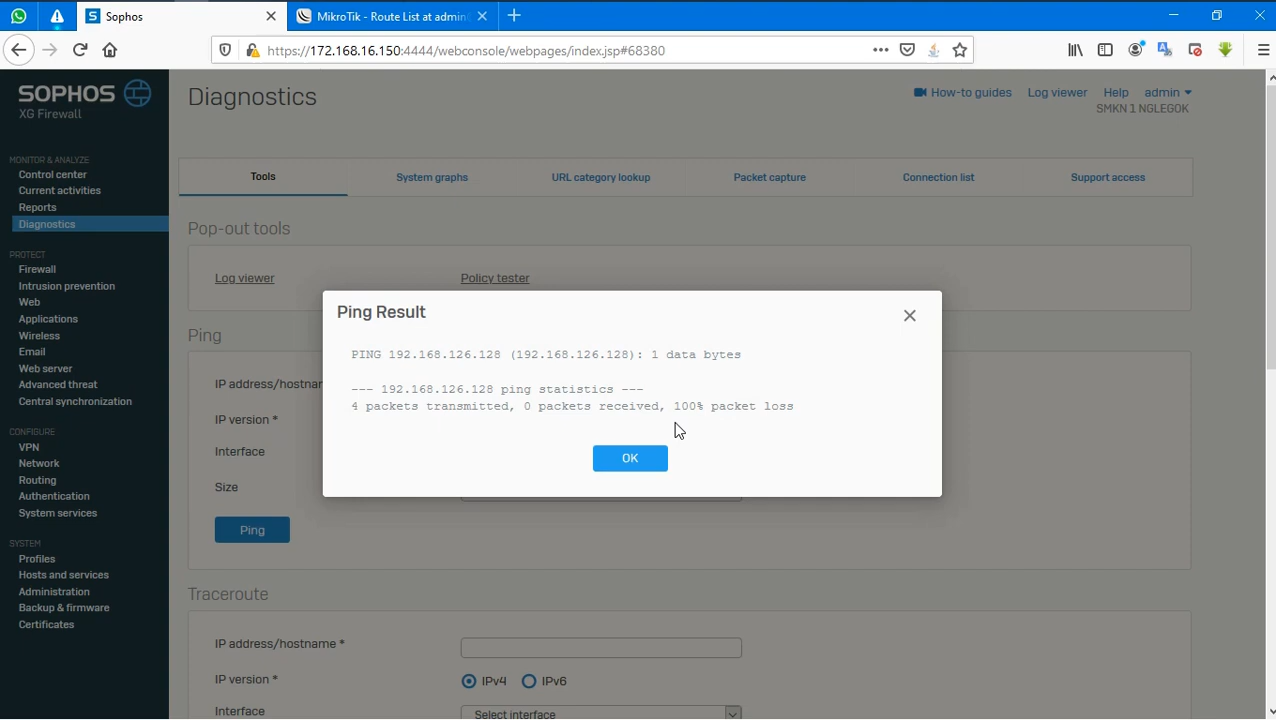 Sophos
MikroTik - Route List at admin@
https://172.168.16.150:4444/webconsole/webpages/index.jsp#68380
SOPHOS
XG Firewall
Diagnostics
How-to guides
Log viewer
Help
admin
SMKN 1 NGLEGOK
MONITOR & ANALYZE
Control center
Current activities
Reports
Diagnostics
PROTECT
Firewall
Intrusion prevention
Web
Applications
Wireless
Email
Web server
Advanced threat
Central synchronization
CONFIGURE
VPN
Network
Routing
Authentication
System services
SYSTEM
Profiles
Hosts and services
Administration
Backup & firmware
Certificates
Tools
System graphs
URL category lookup
Packet capture
Connection list
Support access
Pop-out tools
Log viewer
Policy tester
Ping
IP address/hostnar
IP version *
Interface
Size
Ping
Ping Result
PING 192.168.126.128 (192.168.126.128): 1 data bytes
--- 192.168.126.128 ping statistics ---
4 packets transmitted, 0 packets received, 100% packet loss
OK
Traceroute
IP address/hostname *
IP version *
IPv4
IPv6
Interface
Select interface